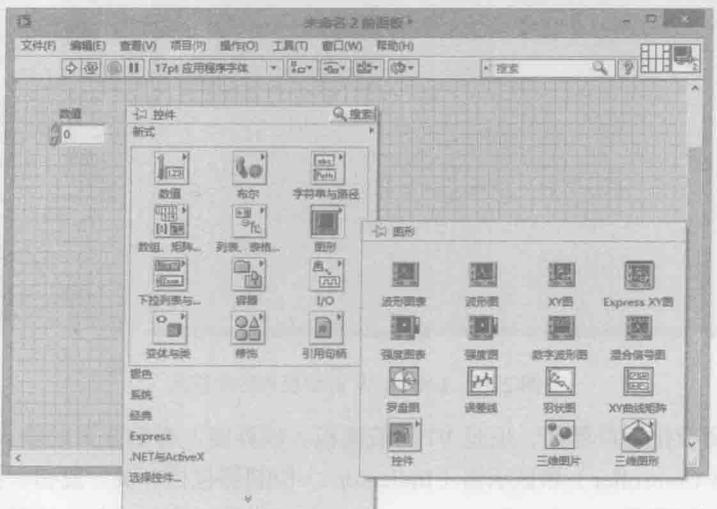 未命名 2 前面板 *
文件(F) 编辑(E) 查看(V) 项目(P) 操作(O) 工具(T) 窗口(W) 帮助(H)
17pt 应用程序字体
搜索
2
数值
0
控件 搜索
新式
数值 布尔 字符串与路径
数组、矩阵... 列表、表格... 图形
下拉列表与... 容器 I/O
变体与类 修饰 引用句柄
银色
系统
经典
Express
.NET与ActiveX
选择控件...
图形
波形图表 波形图 XY图 Express XY图
强度图表 强度图 数字波形图 混合信号图
罗盘图 误差线 羽状图 XY曲线矩阵
控件 三维图片 三维图形